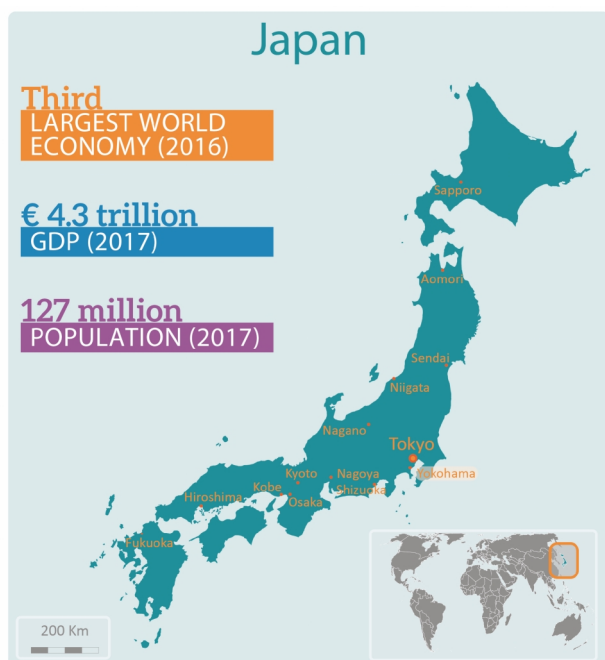 Japan
Third
LARGEST WORLD
ECONOMY (2016)
€ 4.3 trillion
GDP (2017)
127 million
POPULATION (2017)
Sapporo
Aomori
Sendai
Niigata
Nagano
Tokyo
Yokohama
Kyoto
Nagoya
Kobe
Shizuoka
Hiroshima
Osaka
Fukuoka
200 Km